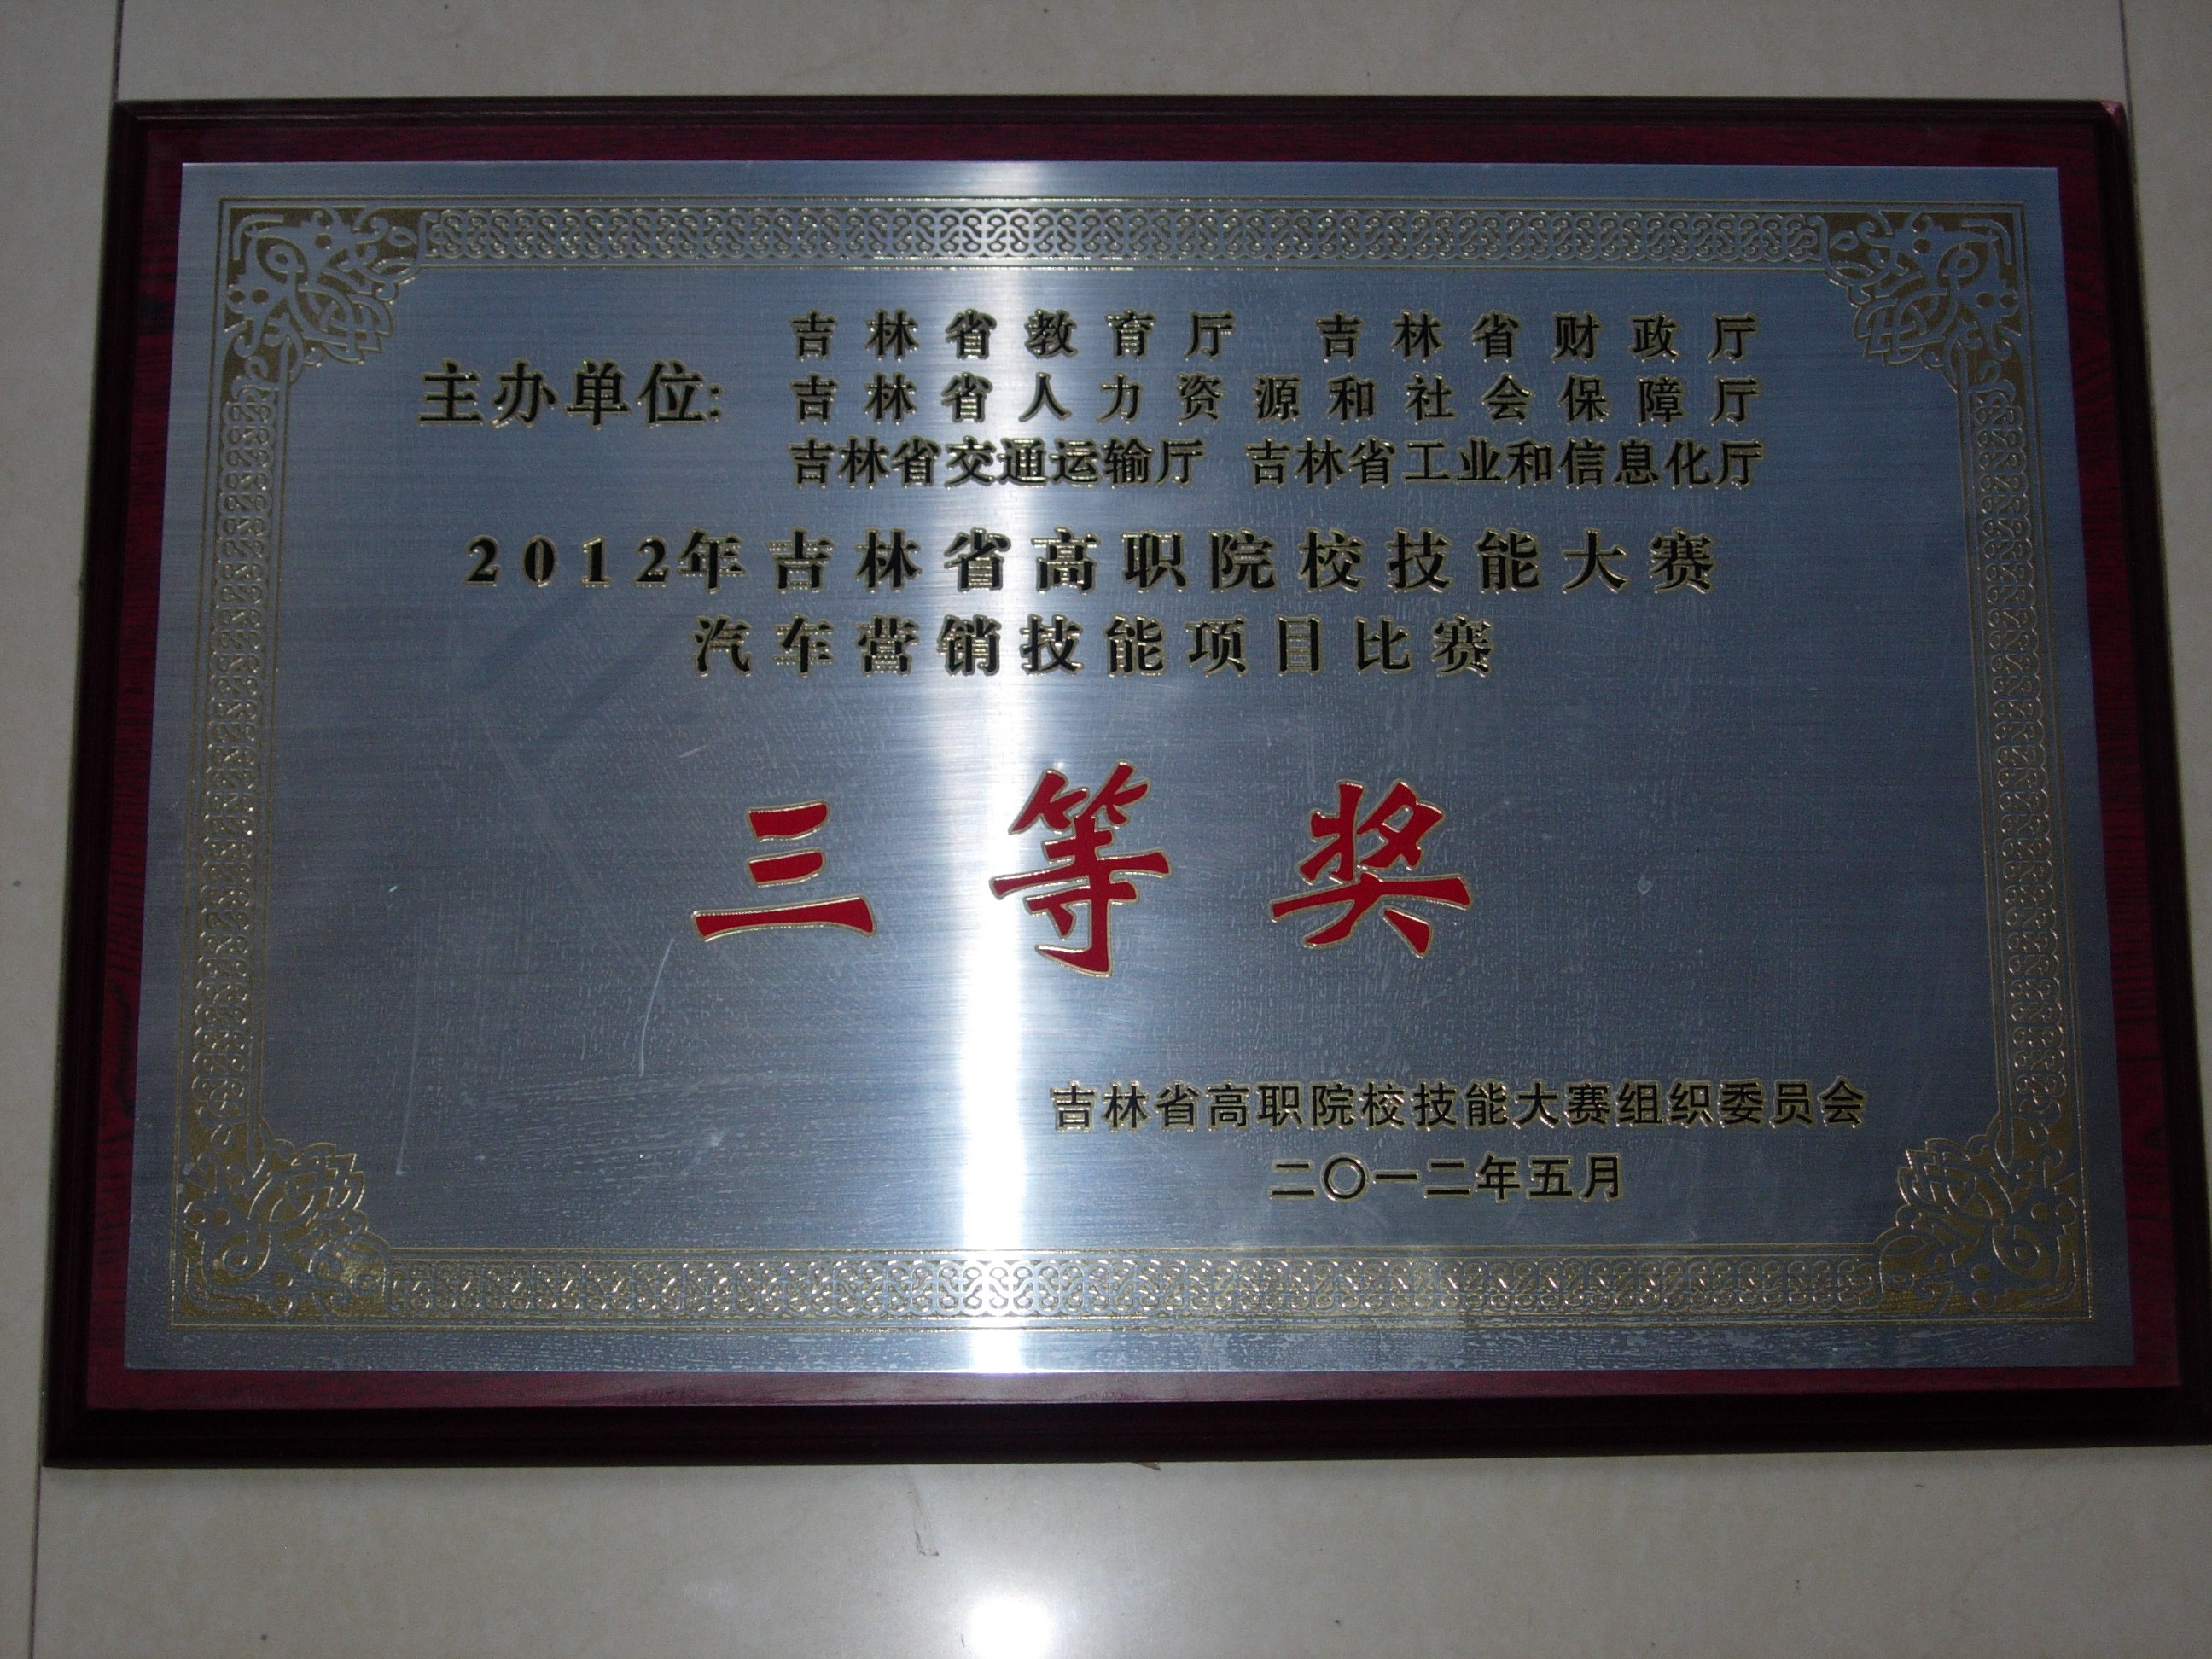 吉林省教育厅 吉林省财政厅
主办单位: 吉林省人力资源和社会保障厅
吉林省交通运输厅 吉林省工业和信息化厅
2012年吉林省高职院校技能大赛
汽车营销技能项目比赛
三等奖
吉林省高职院校技能大赛组织委员会
二〇一二年五月